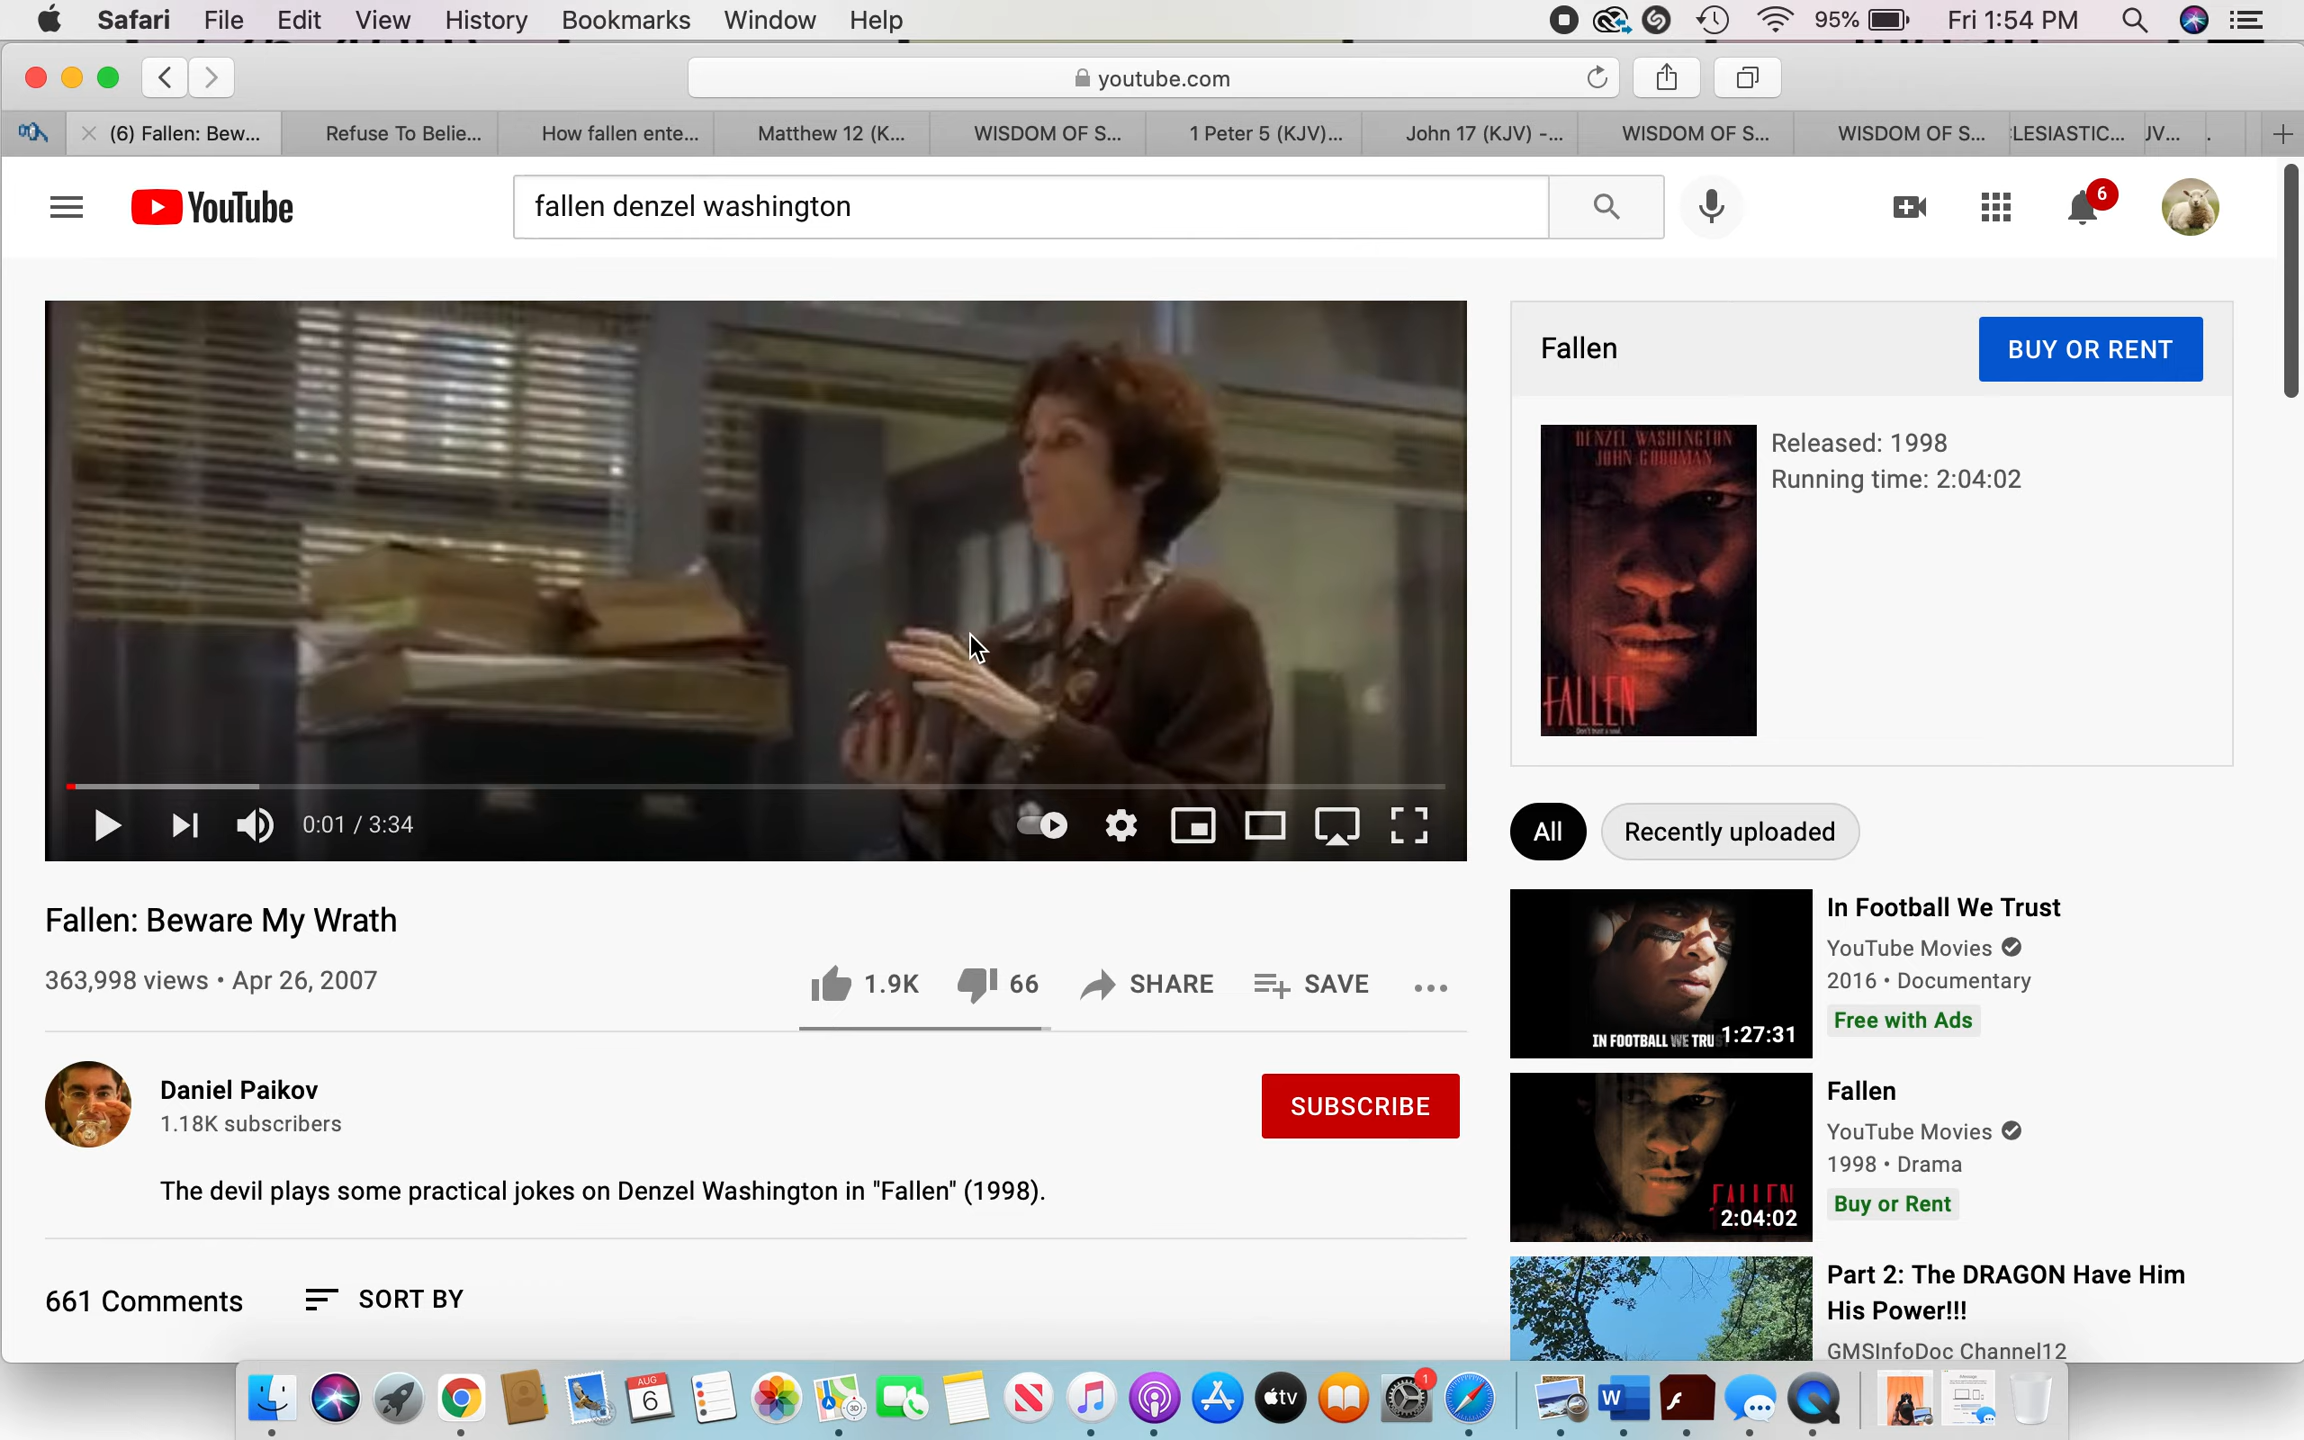 Safari File Edit View History Bookmarks Window Help
95% Fri 1:54 PM
youtube.com
(6) Fallen: Bew...
Refuse To Belie...
How fallen ente...
Matthew 12 (K...
WISDOM OF S...
1 Peter 5 (KJV)...
John 17 (KJV) -...
WISDOM OF S...
WISDOM OF S...
LESIASTIC...
JV...
.
YouTube
fallen denzel washington
6
0:01 / 3:34
Fallen: Beware My Wrath
363,998 views • Apr 26, 2007
1.9K 66 SHARE SAVE
Daniel Paikov
1.18K subscribers
SUBSCRIBE
The devil plays some practical jokes on Denzel Washington in "Fallen" (1998).
661 Comments SORT BY
Fallen
BUY OR RENT
DENZEL WASHINGTON
JOHN GOODMAN
FALLEN
Don't trust a soul.
Released: 1998
Running time: 2:04:02
All Recently uploaded
IN FOOTBALL WE TRU
1:27:31
In Football We Trust
YouTube Movies
2016 • Documentary
Free with Ads
FALLEN
2:04:02
Fallen
YouTube Movies
1998 • Drama
Buy or Rent
Part 2: The DRAGON Have Him
His Power!!!
GMSInfoDoc Channel12
AUG
6
3D
tv
1
W